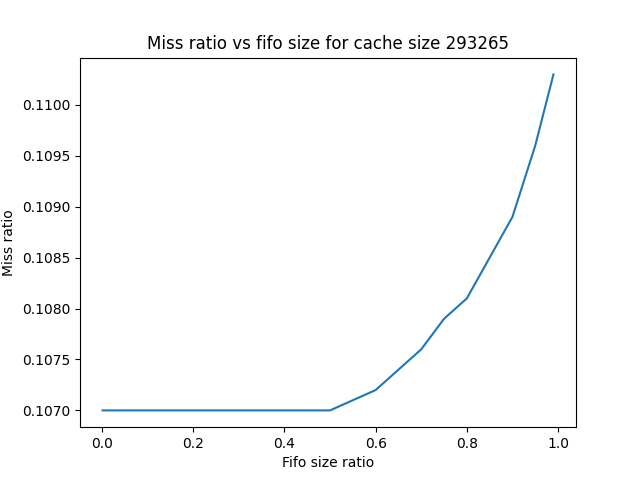 Miss ratio vs fifo size for cache size 293265
0.1100
0.1095
0.1090
0.1085
0.1080
0.1075
0.1070
Miss ratio
0.0 0.2 0.4 0.6 0.8 1.0
Fifo size ratio